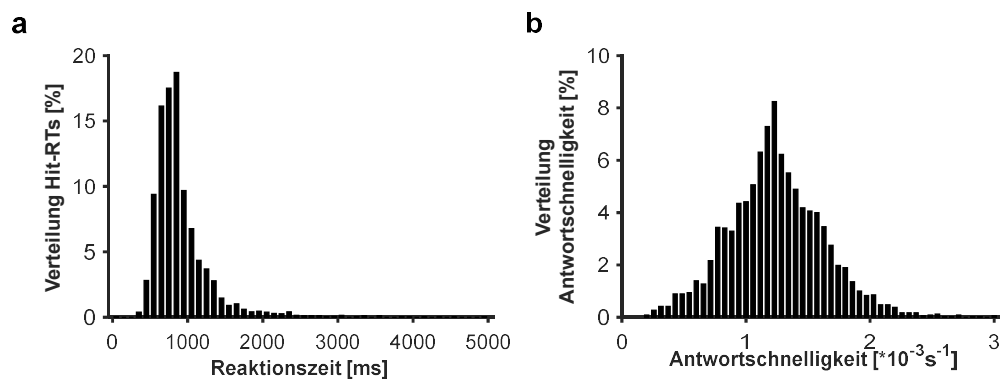 a
Verteilung Hit-RTs [%]
20
15
10
5
0
0 1000 2000 3000 4000 5000
Reaktionszeit [ms]
b
Verteilung
Antwortschnelligkeit [%]
10
8
6
4
2
0
0 1 2 3
Antwortschnelligkeit [*10⁻³s⁻¹]